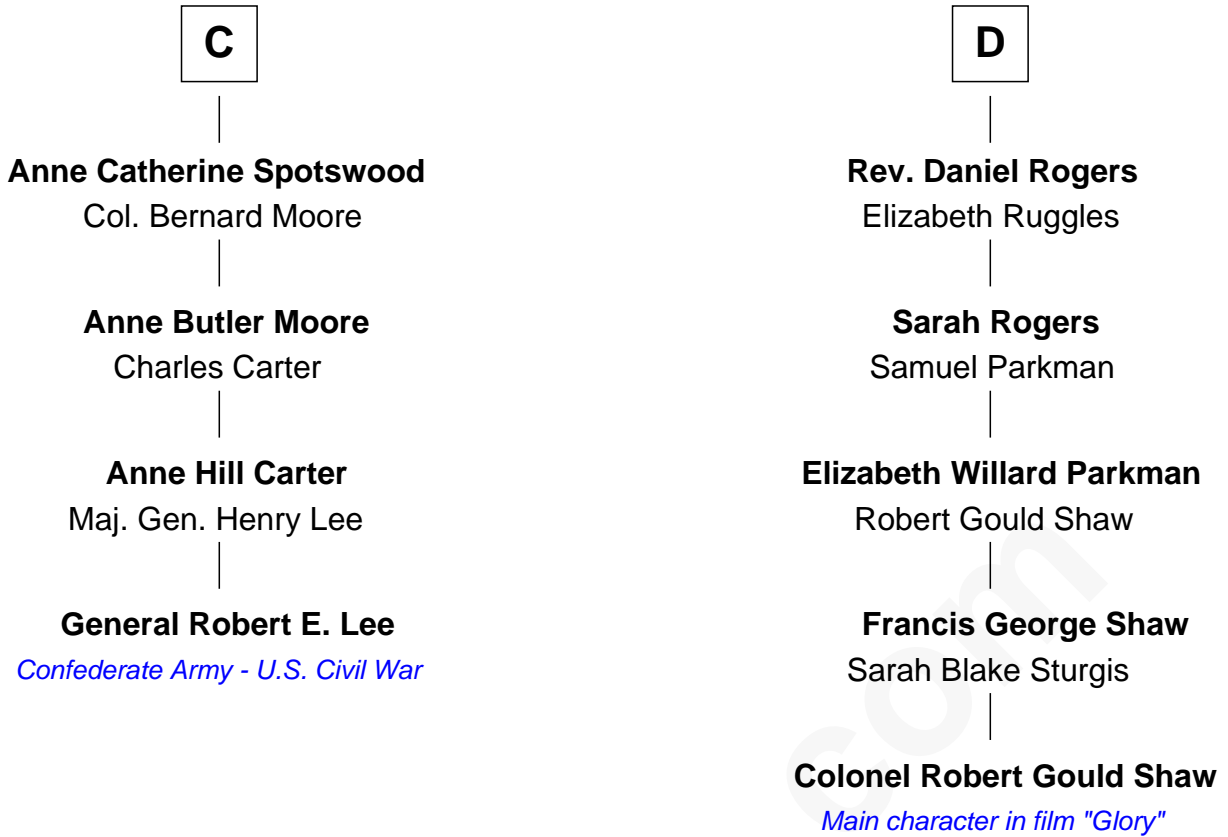 C
Anne Catherine Spotswood
Col. Bernard Moore
Anne Butler Moore
Charles Carter
Anne Hill Carter
Maj. Gen. Henry Lee
General Robert E. Lee
Confederate Army - U.S. Civil War
D
Rev. Daniel Rogers
Elizabeth Ruggles
Sarah Rogers
Samuel Parkman
Elizabeth Willard Parkman
Robert Gould Shaw
Francis George Shaw
Sarah Blake Sturgis
Colonel Robert Gould Shaw
Main character in film "Glory"
com